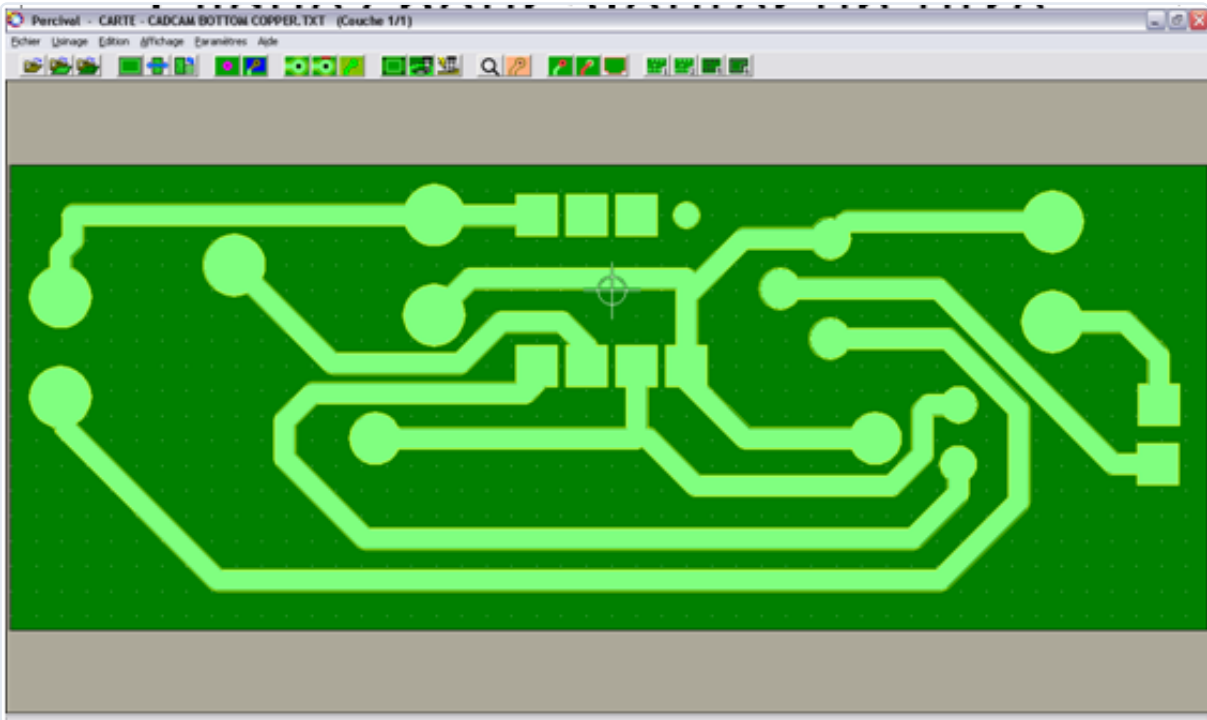 Percival - CARTE - CADCAM BOTTOM COPPER.TXT (Couche 1/1)
Fichier Usinage Edition Affichage Paramètres Aide